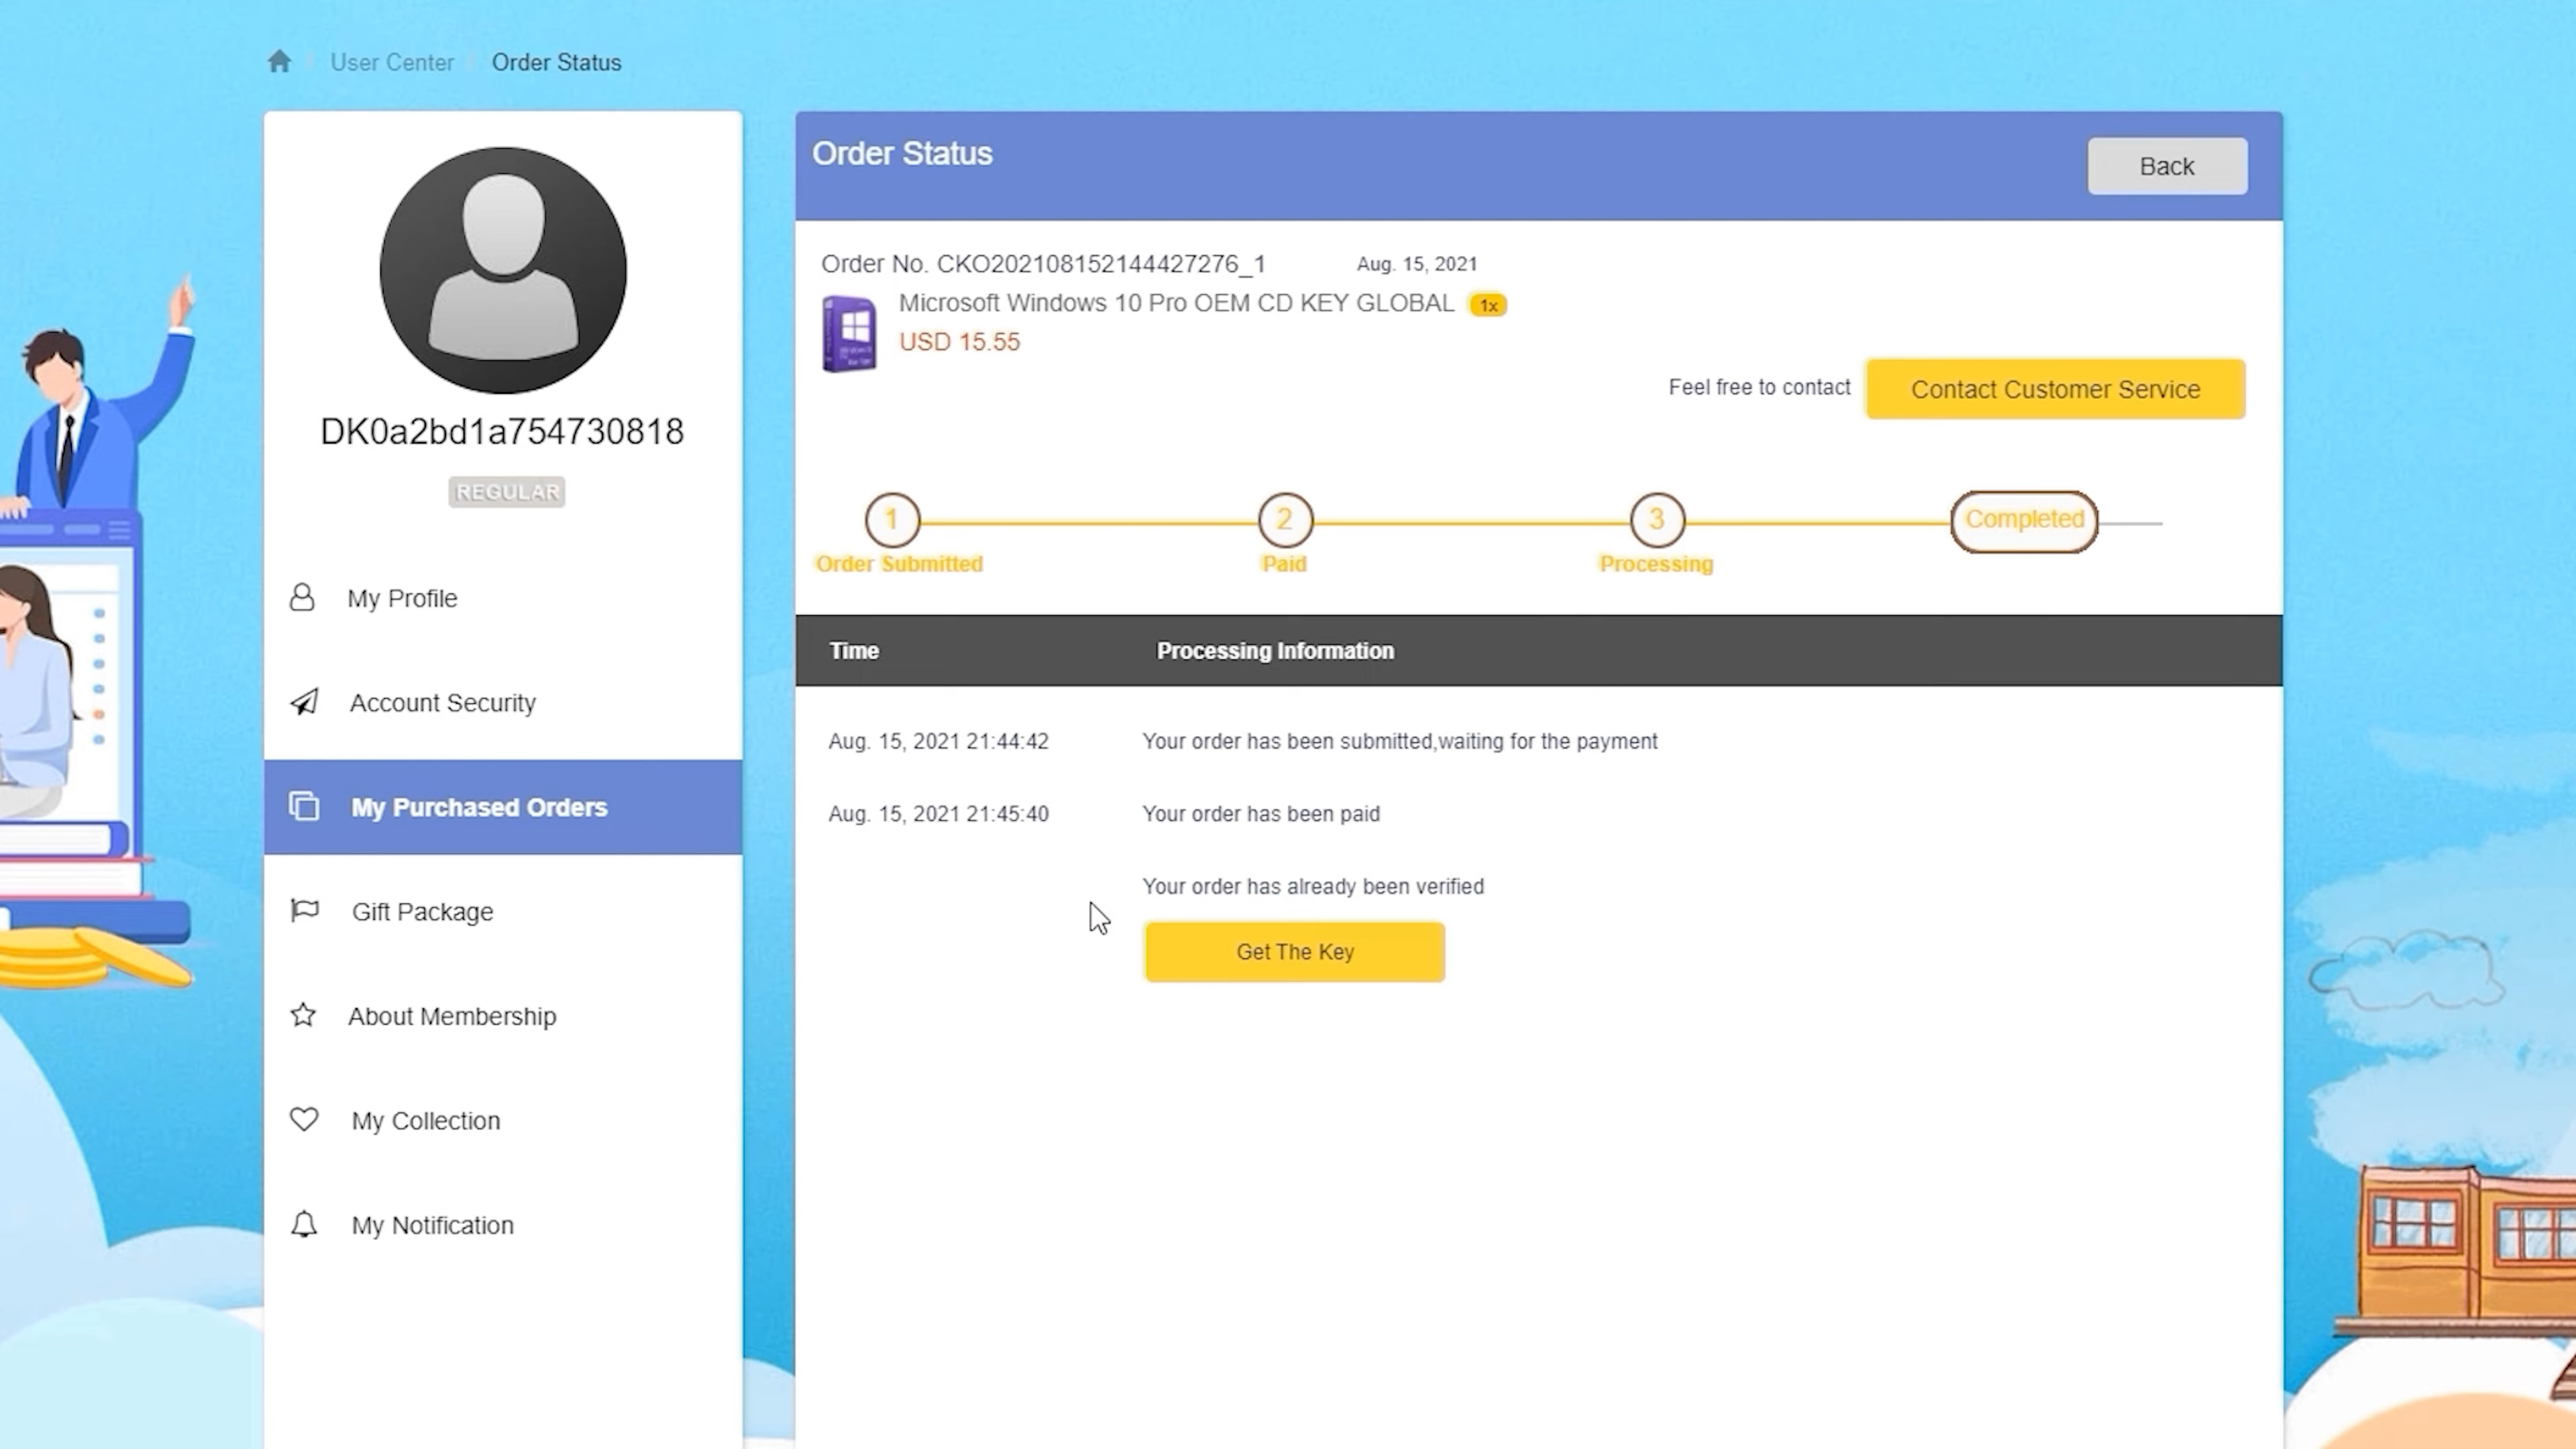 User Center
Order Status
DK0a2bd1a754730818
REGULAR
My Profile
Account Security
My Purchased Orders
Gift Package
About Membership
My Collection
My Notification
Order Status
Back
Order No. CKO202108152144427276_1
Aug. 15, 2021
Microsoft Windows 10 Pro OEM CD KEY GLOBAL
1x
USD 15.55
Feel free to contact
Contact Customer Service
1
2
3
Completed
Order Submitted
Paid
Processing
Time
Processing Information
Aug. 15, 2021 21:44:42
Your order has been submitted,waiting for the payment
Aug. 15, 2021 21:45:40
Your order has been paid
Your order has already been verified
Get The Key